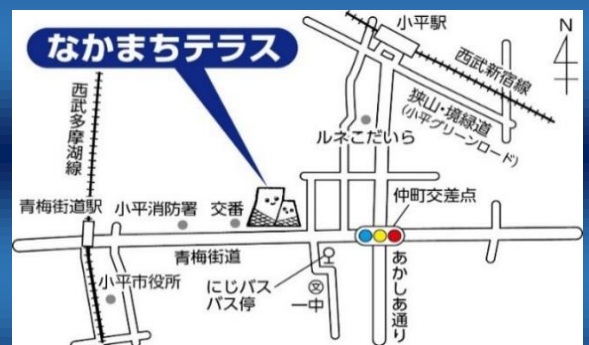 なかまちテラス
小平駅
N
西武新宿線
狭山・境緑道
(小平グリーンロード)
西武多摩湖線
ルネこだいら
青梅街道駅
小平消防署
交番
仲町交差点
青梅街道
小平市役所
にじバス
バス停
文
一中
あかしあ通り